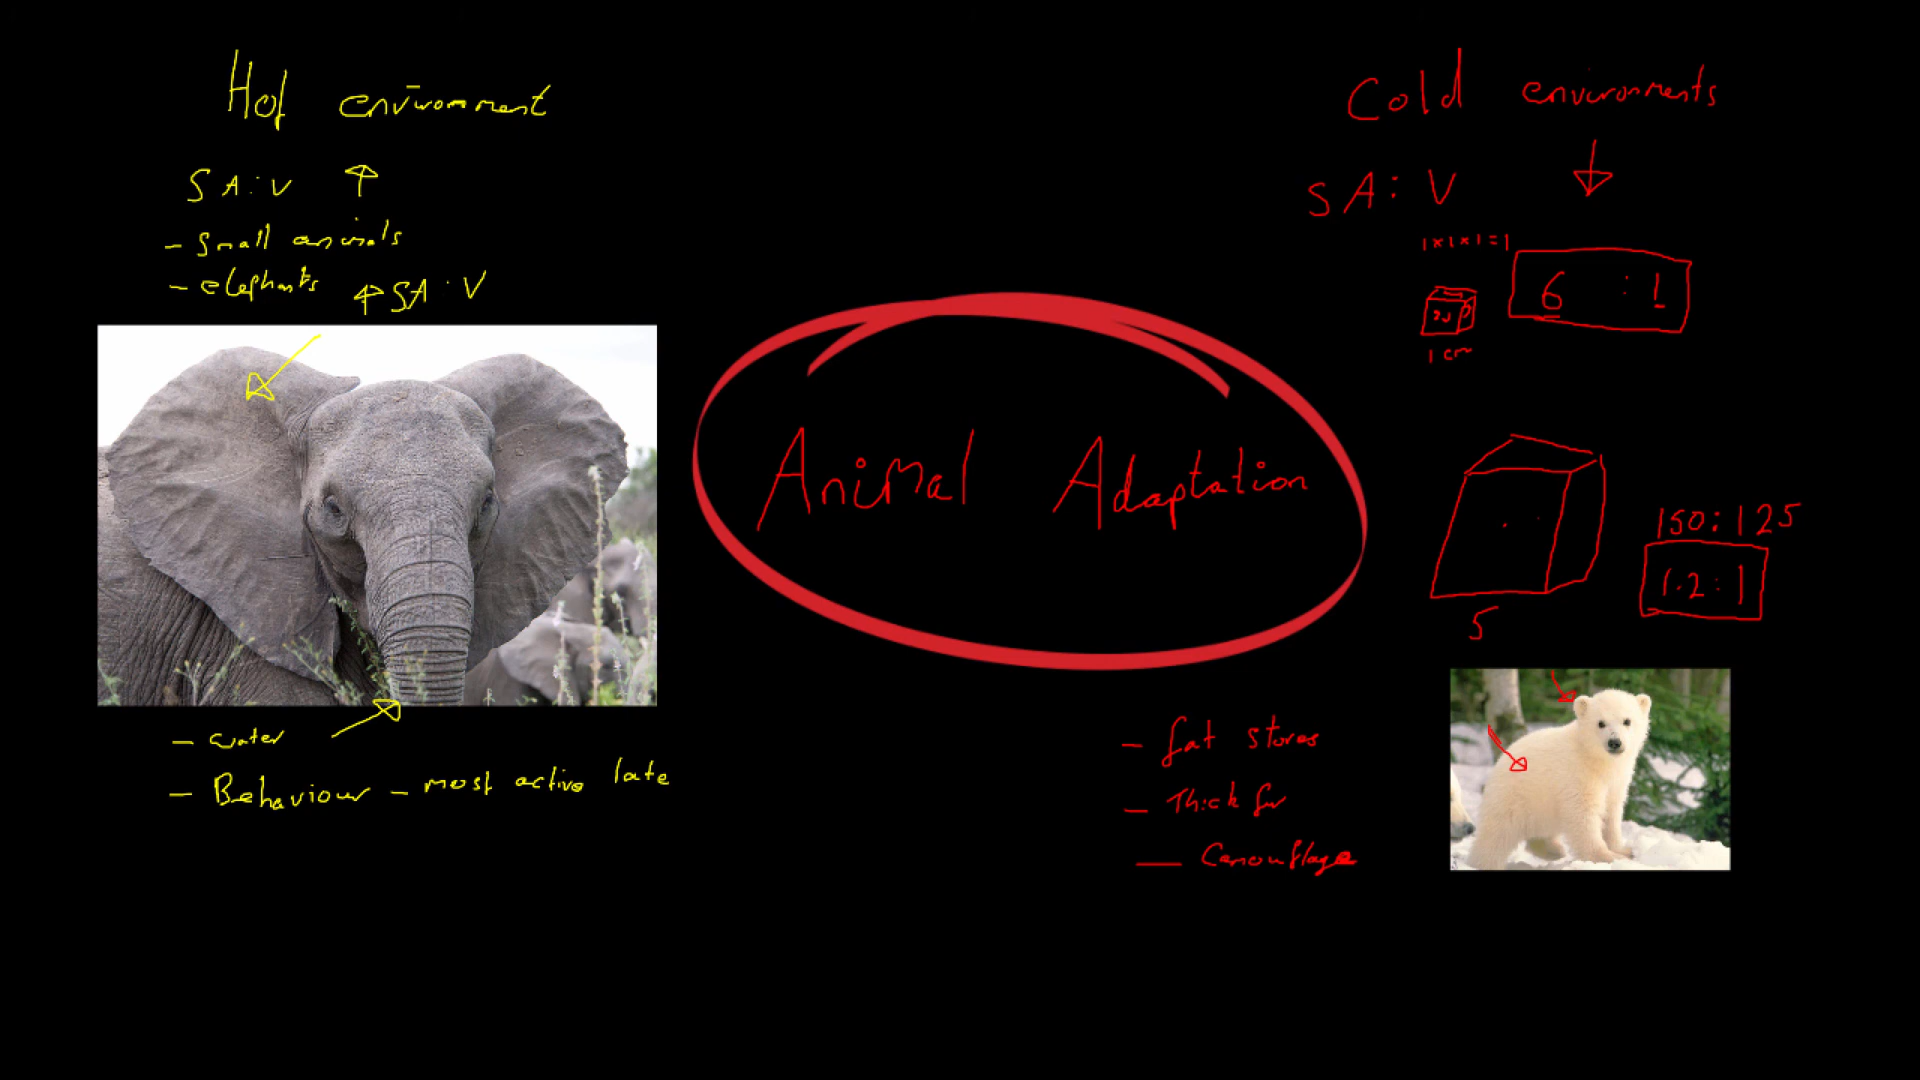 Hot environment
SA:V ↑
- Small animals
- elephants ↑ SA:V
- water
- Behaviour - most active late
Animal Adaptation
Cold environments
SA:V ↓
1x1x1=1
6 : 1
1 cm
150:125
1.2:1
5
- fat stores
- Thick fur
- Camouflage